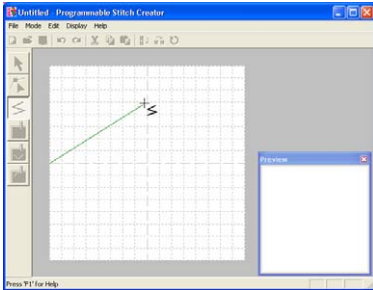 Untitled - Programmable Stitch Creator
File Mode Edit Display Help
Preview
Press "F1" for Help